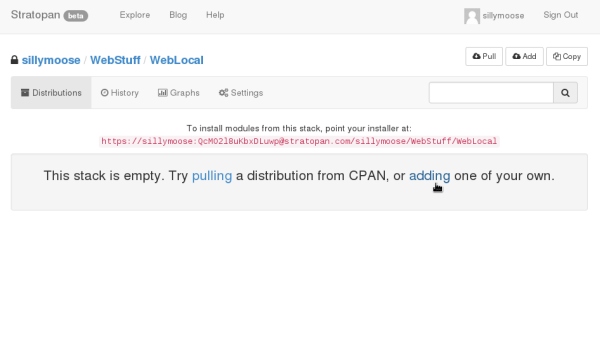 Stratopan beta Explore Blog Help sillymoose Sign Out
sillymoose / WebStuff / WebLocal Pull Add Copy
Distributions History Graphs Settings
To install modules from this stack, point your installer at:
https://sillymoose:QcMO2l8uKbxDLuwp@stratopan.com/sillymoose/WebStuff/WebLocal
This stack is empty. Try pulling a distribution from CPAN, or adding one of your own.